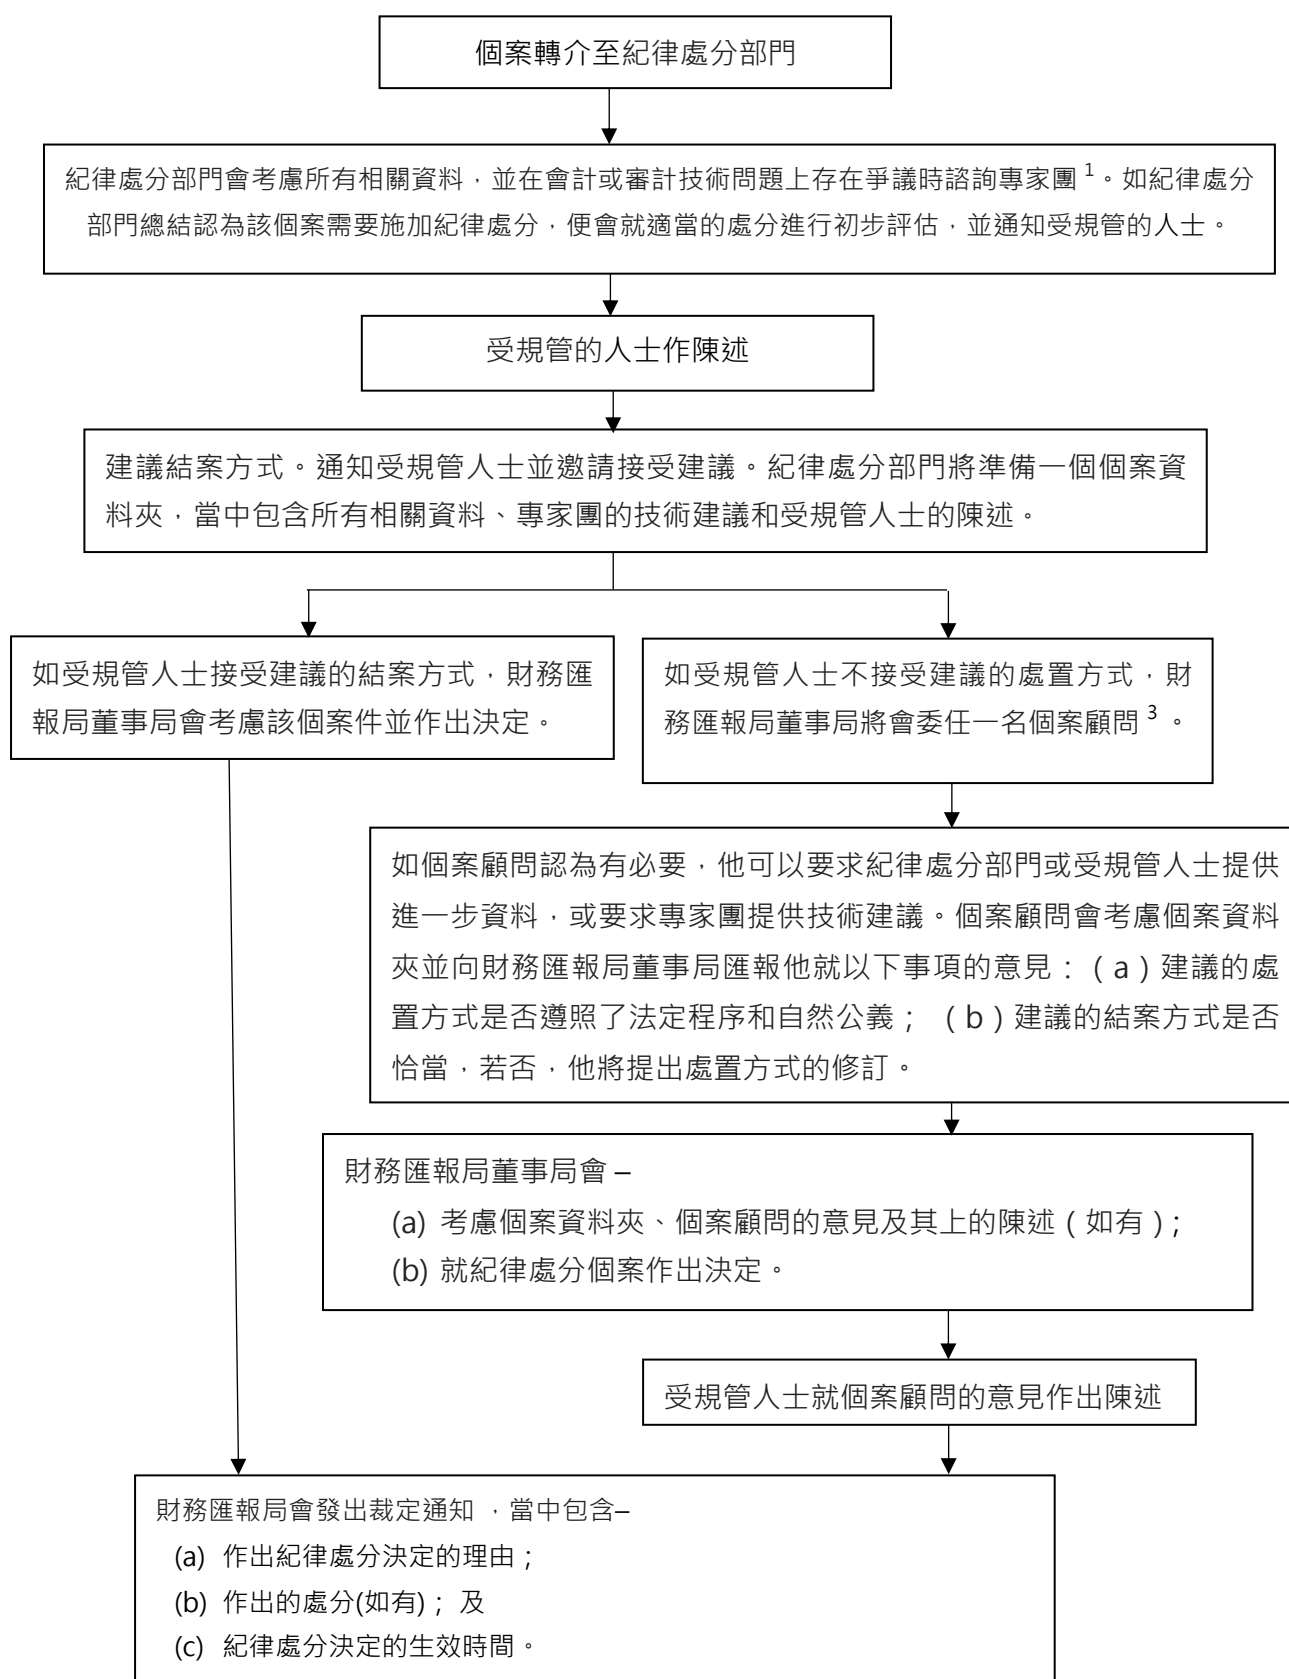 個案轉介至紀律處分部門
紀律處分部門會考慮所有相關資料，並在會計或審計技術問題上存在爭議時諮詢專家團 1。如紀律處分
部門總結認為該個案需要施加紀律處分，便會就適當的處分進行初步評估，並通知受規管的人士。
受規管的人士作陳述
建議結案方式。通知受規管人士並邀請接受建議。紀律處分部門將準備一個個案資
料夾，當中包含所有相關資料、專家團的技術建議和受規管人士的陳述。
如受規管人士接受建議的結案方式，財務匯
報局董事局會考慮該個案件並作出決定。
如受規管人士不接受建議的處置方式，財
務匯報局董事局將會委任一名個案顧問 3 。
如個案顧問認為有必要，他可以要求紀律處分部門或受規管人士提供
進一步資料，或要求專家團提供技術建議。個案顧問會考慮個案資料
夾並向財務匯報局董事局匯報他就以下事項的意見：（a）建議的處
置方式是否遵照了法定程序和自然公義； （b）建議的結案方式是否
恰當，若否，他將提出處置方式的修訂。
財務匯報局董事局會 –
(a) 考慮個案資料夾、個案顧問的意見及其上的陳述（如有）；
(b) 就紀律處分個案作出決定。
受規管人士就個案顧問的意見作出陳述
財務匯報局會發出裁定通知 ，當中包含–
(a) 作出紀律處分決定的理由；
(b) 作出的處分(如有)； 及
(c) 紀律處分決定的生效時間。